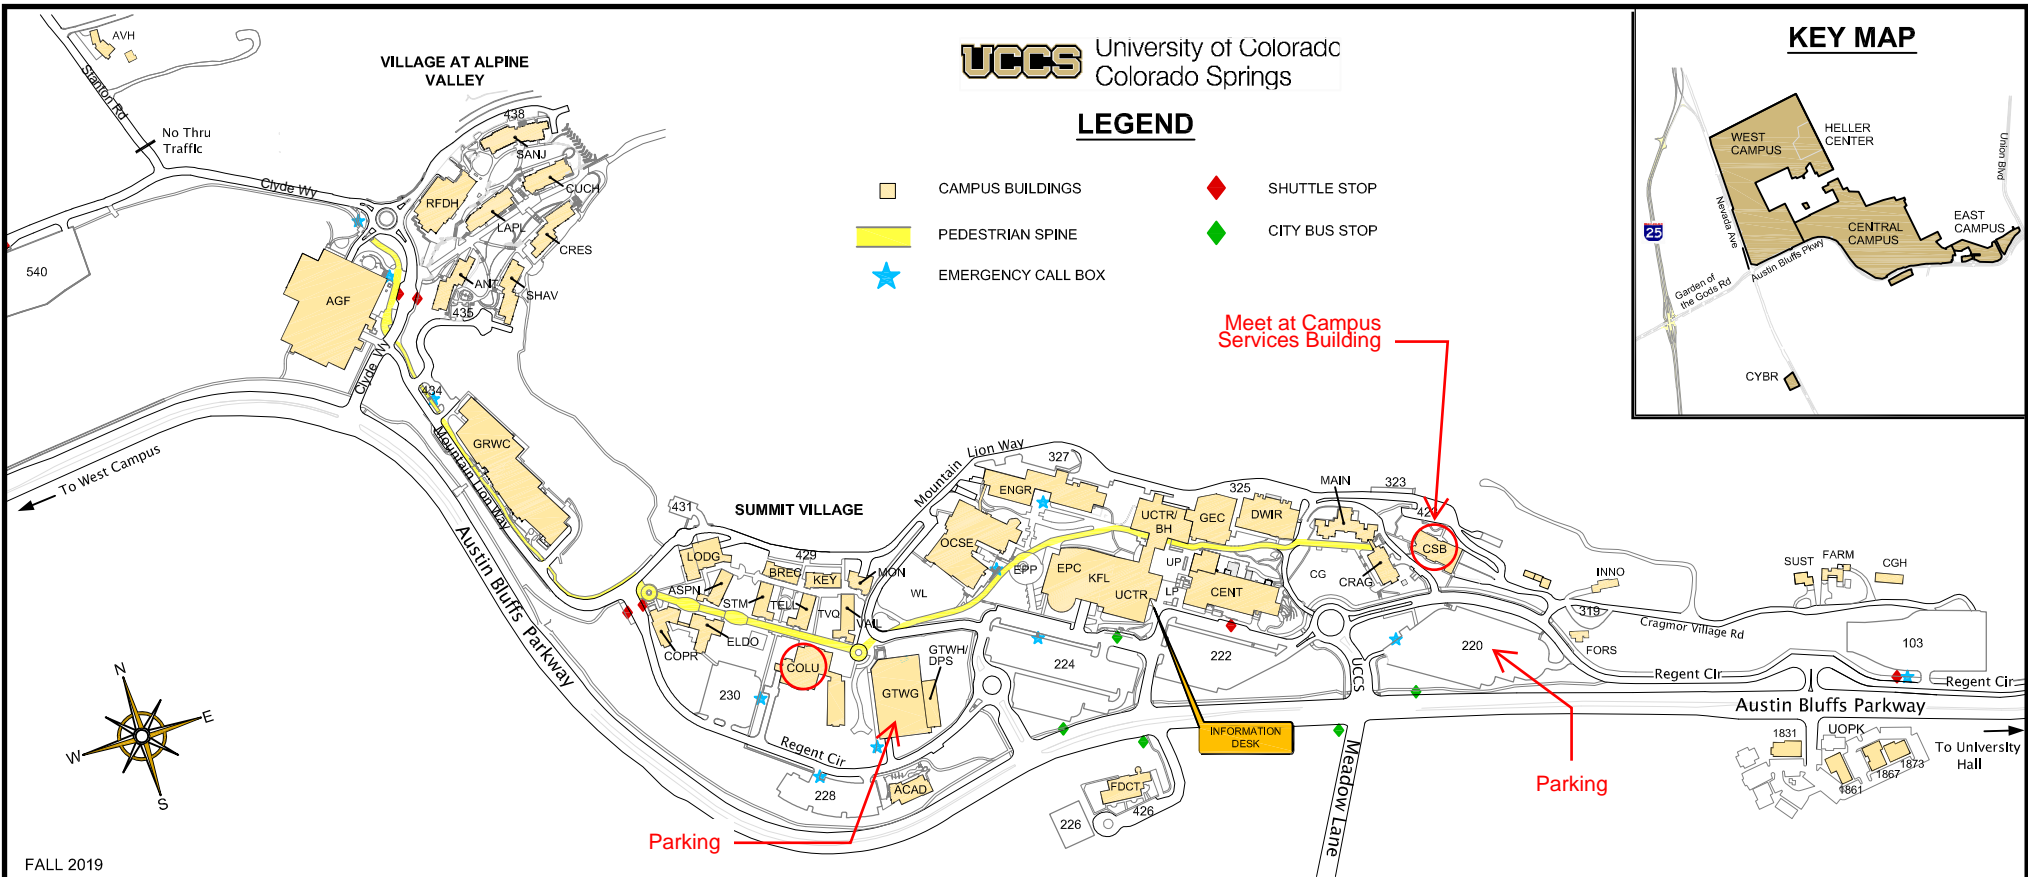 AVH
VILLAGE AT ALPINE
VALLEY
Stanton Rd
No Thru
Traffic
Clyde Wy
438
SANJ
CUCH
RFDH
LAPL
CRES
ANT
SHAV
435
540
AGF
Clyde Wy
434
GRWC
Mountain Lion Way
To West Campus
Austin Bluffs Parkway
UCCS
University of Colorado
Colorado Springs
LEGEND
CAMPUS BUILDINGS
SHUTTLE STOP
PEDESTRIAN SPINE
CITY BUS STOP
EMERGENCY CALL BOX
KEY MAP
WEST
CAMPUS
HELLER
CENTER
Union Blvd
Nevada Ave
CENTRAL
CAMPUS
EAST
CAMPUS
25
Austin Bluffs Pkwy
Garden of
the Gods Rd
CYBR
Meet at Campus
Services Building
431
SUMMIT VILLAGE
Mountain Lion Way
327
ENGR
325
MAIN
323
UCTR/
BH
GEC
DWIR
CSB
OCSE
LODG
429
BREC
KEY
MON
ASPN
STM
TELL
TVQ
VAIL
WL
EPP
EPC
KFL
UCTR
UP
LP
CENT
CG
CRAG
COPR
ELDO
COLU
230
GTWH/
DPS
GTWG
224
222
UCCS
220
INNO
319
FORS
SUST
FARM
CGH
Cragmor Village Rd
103
Regent Cir
Regent Cir
Austin Bluffs Parkway
Regent Cir
228
ACAD
FDCT
426
226
INFORMATION
DESK
Meadow Lane
Parking
Parking
1831
UOPK
1873
1867
1861
To University
Hall
N
E
W
S
FALL 2019